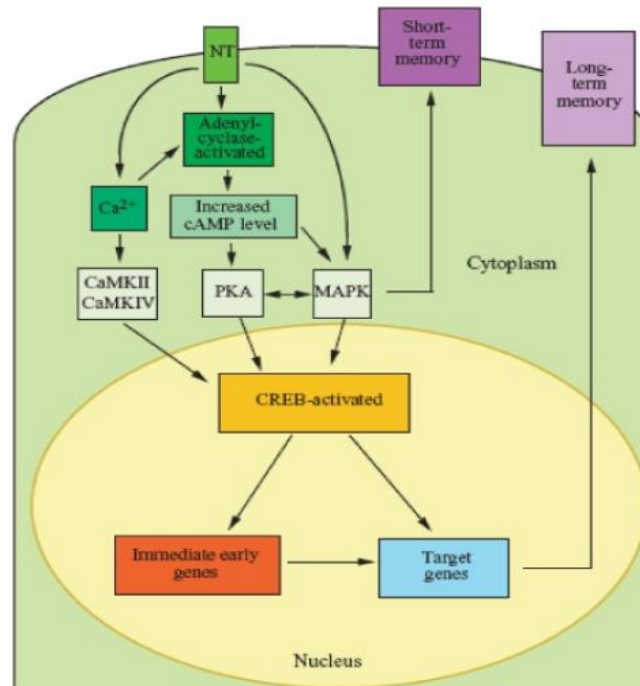 NT
Short-
term
memory
Long-
term
memory
Adenyl-
cyclase-
activated
Ca2+
Increased
cAMP level
Cytoplasm
CaMKII
CaMKIV
PKA
MAPK
CREB-activated
Immediate early
genes
Target
genes
Nucleus